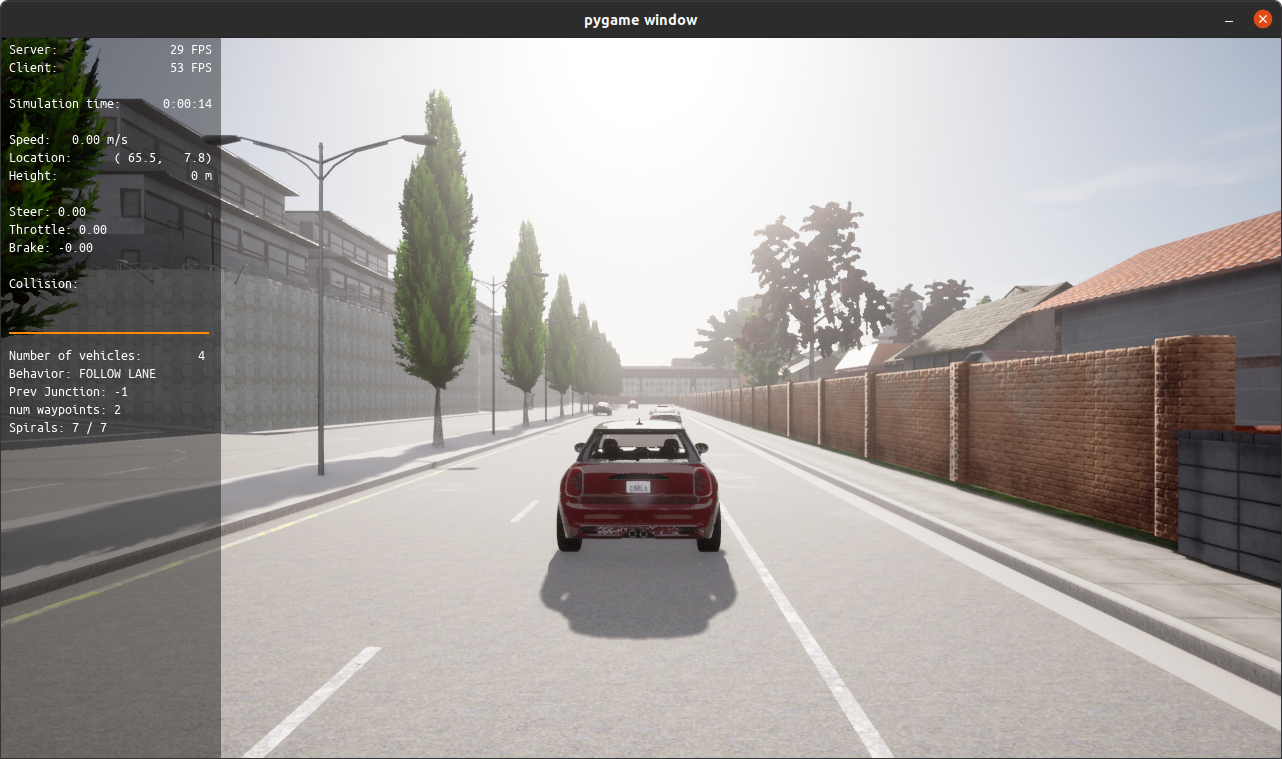 pygame window
Server: 29 FPS
Client: 53 FPS
Simulation time: 0:00:14
Speed: 0.00 m/s
Location: ( 65.5, 7.8)
Height: 0 m
Steer: 0.00
Throttle: 0.00
Brake: -0.00
Collision:
Number of vehicles: 4
Behavior: FOLLOW LANE
Prev Junction: -1
num waypoints: 2
Spirals: 7 / 7
CARLA